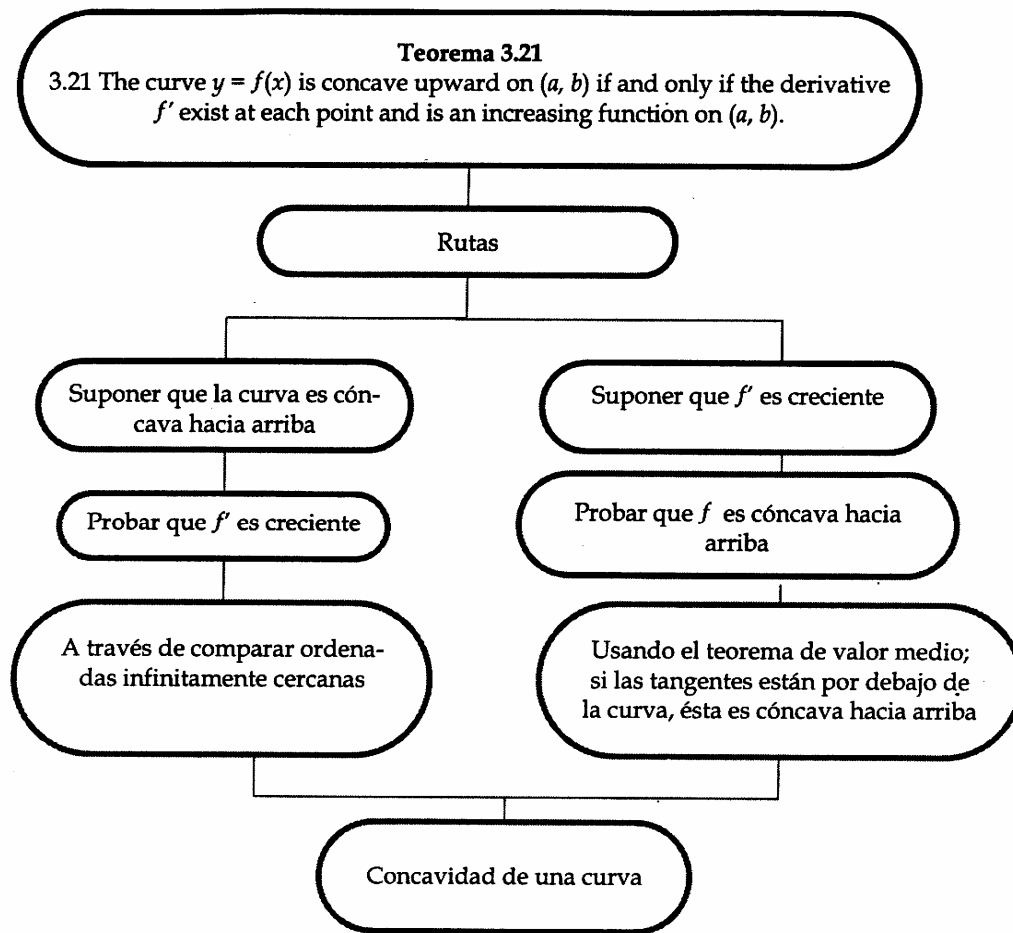 Teorema 3.21
3.21 The curve y = f(x) is concave upward on (a, b) if and only if the derivative
f' exist at each point and is an increasing function on (a, b).
Rutas
Suponer que la curva es cón-
cava hacia arriba
Probar que f' es creciente
A través de comparar ordena-
das infinitamente cercanas
Suponer que f' es creciente
Probar que f es cóncava hacia
arriba
Usando el teorema de valor medio;
si las tangentes están por debajo de
la curva, ésta es cóncava hacia arriba
Concavidad de una curva